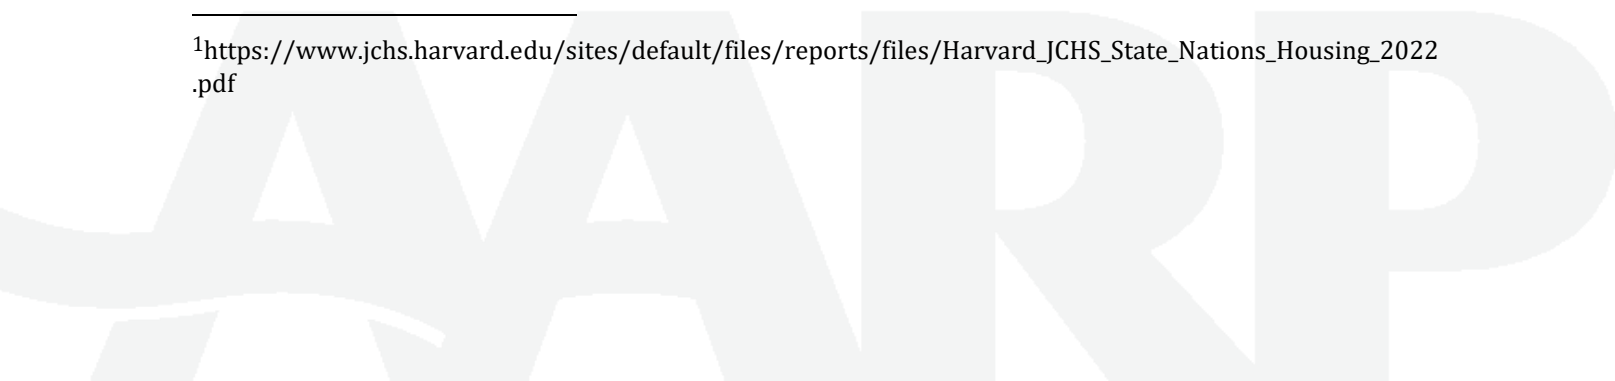 1https://www.jchs.harvard.edu/sites/default/files/reports/files/Harvard_JCHS_State_Nations_Housing_2022
.pdf
AARP